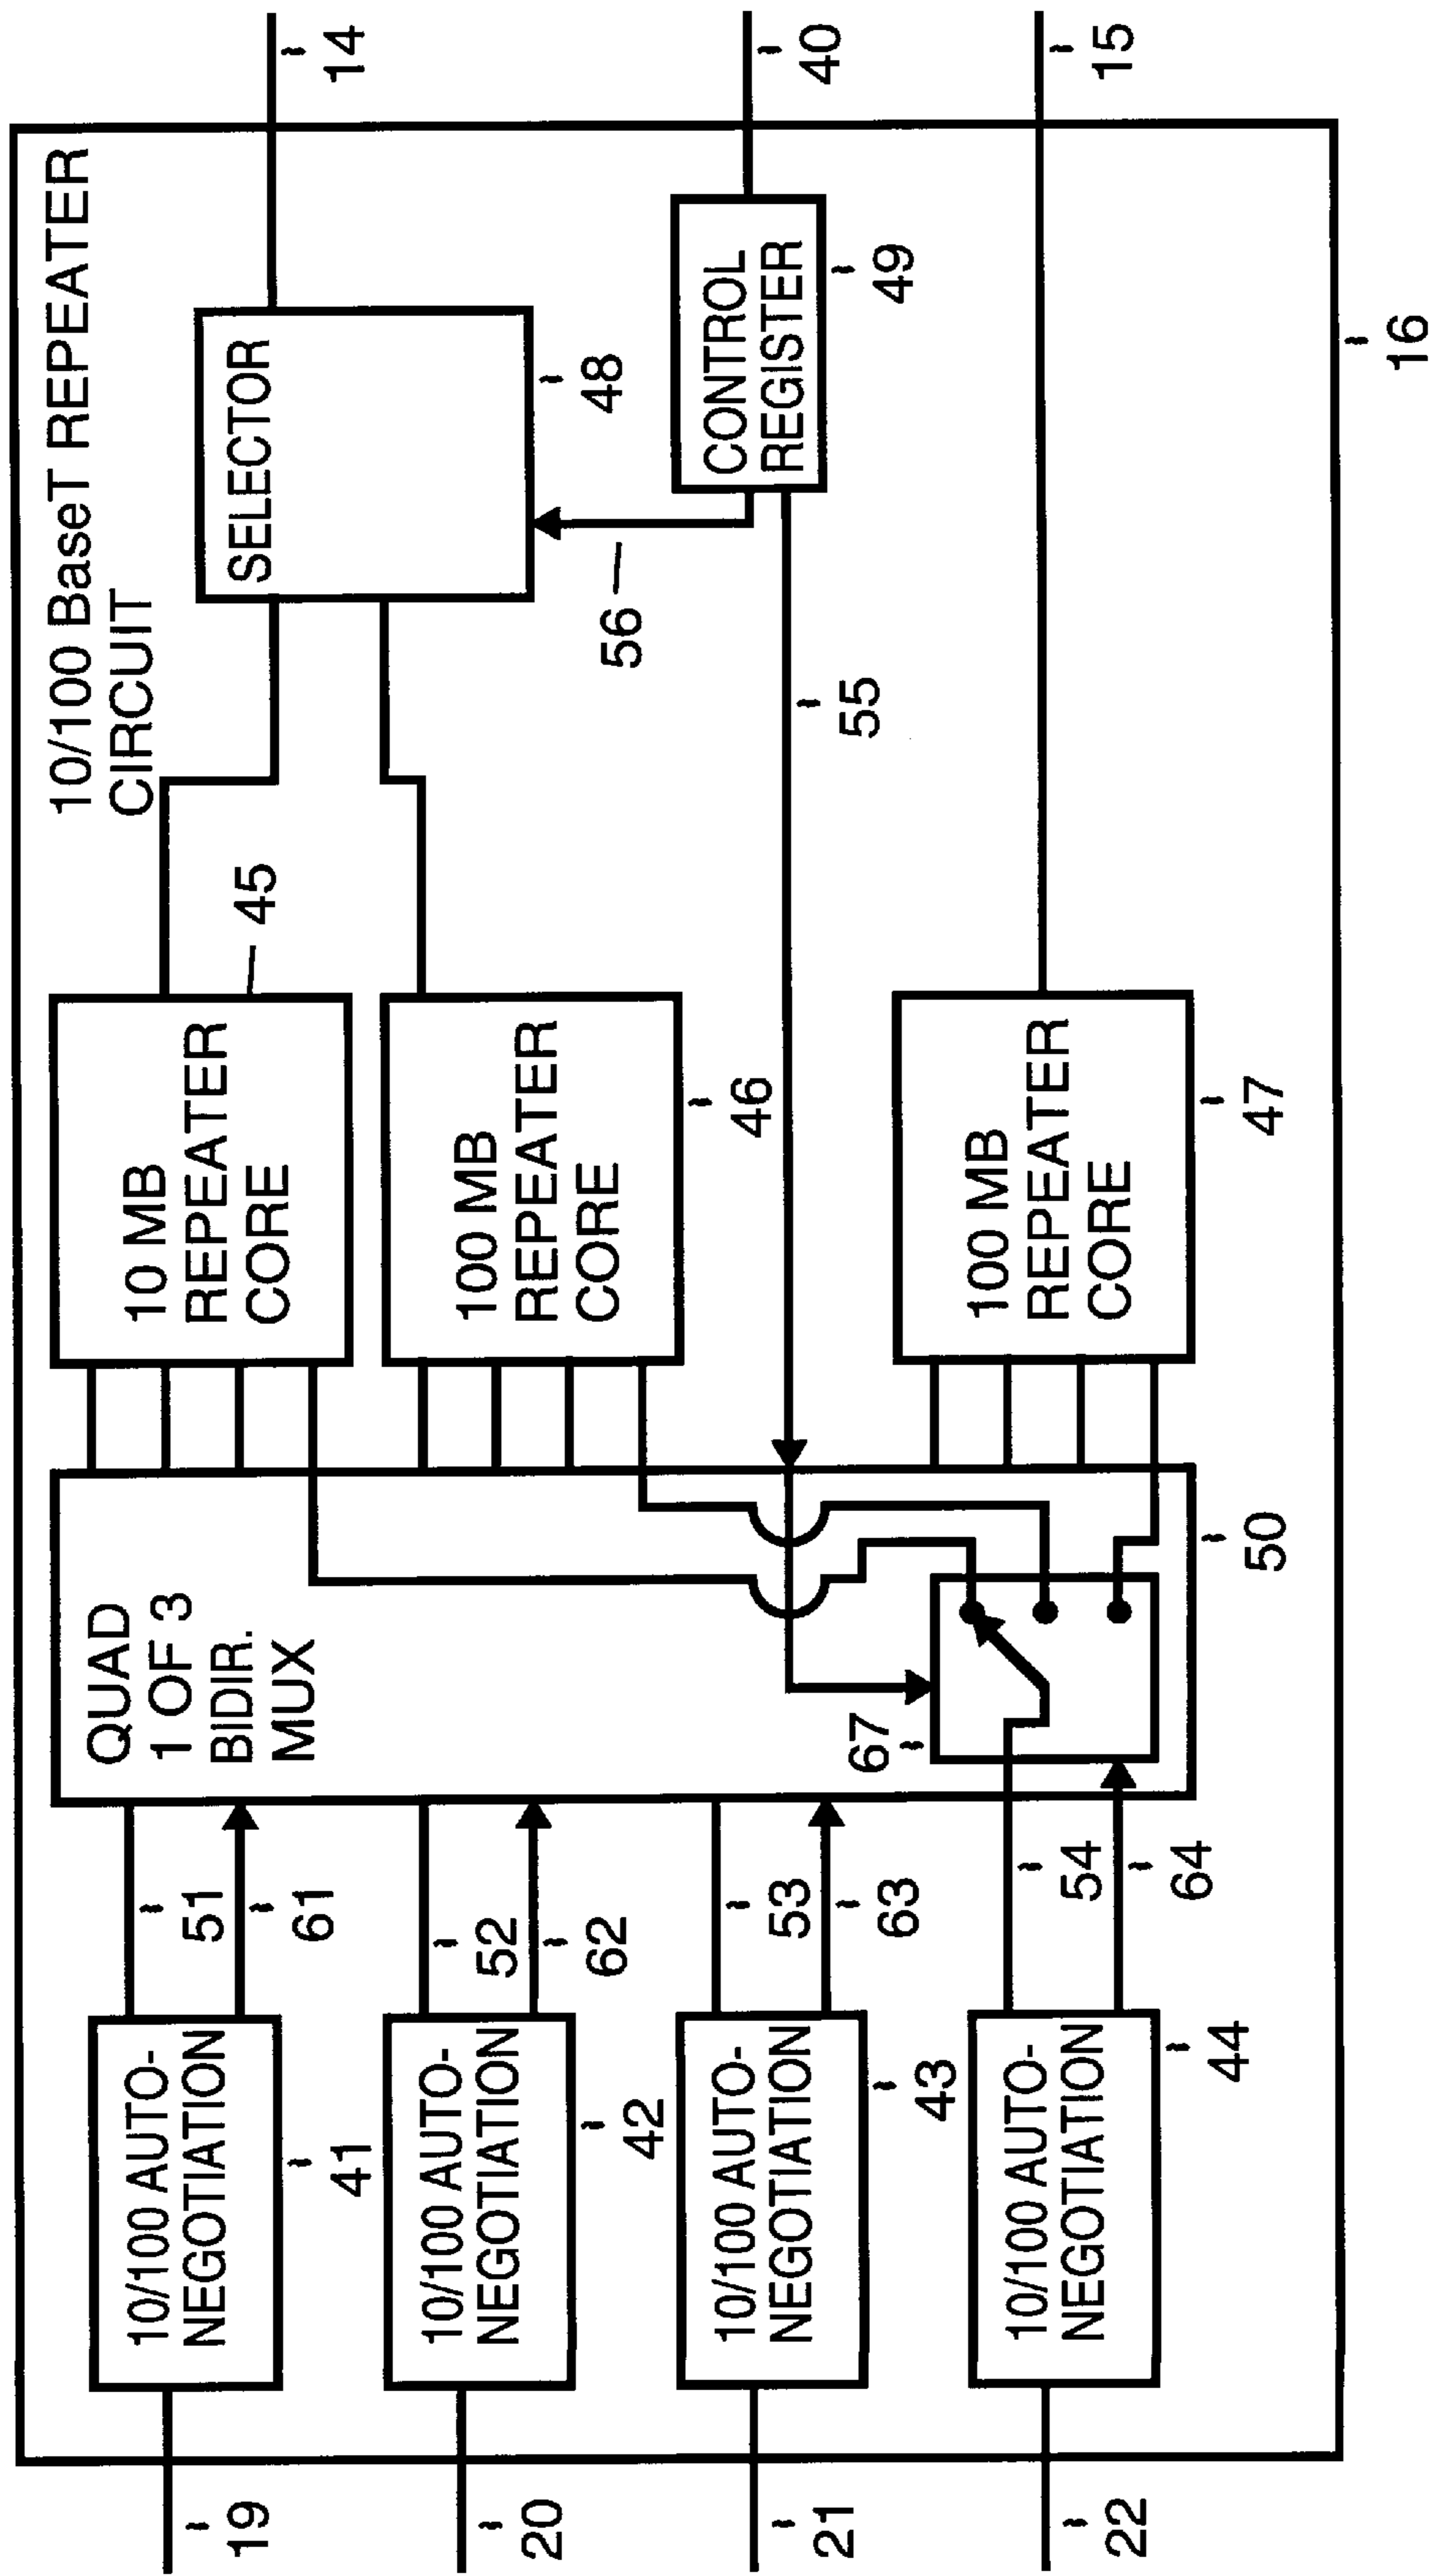 10/100 BaseT REPEATER
CIRCUIT
19
20
21
22
10/100 AUTO-
NEGOTIATION
41
10/100 AUTO-
NEGOTIATION
42
10/100 AUTO-
NEGOTIATION
43
10/100 AUTO-
NEGOTIATION
44
51
61
52
62
53
63
54
64
QUAD
1 OF 3
BIDIR.
MUX
67
50
10 MB
REPEATER
CORE
45
100 MB
REPEATER
CORE
46
100 MB
REPEATER
CORE
47
SELECTOR
48
56
55
CONTROL
REGISTER
49
14
40
15
16